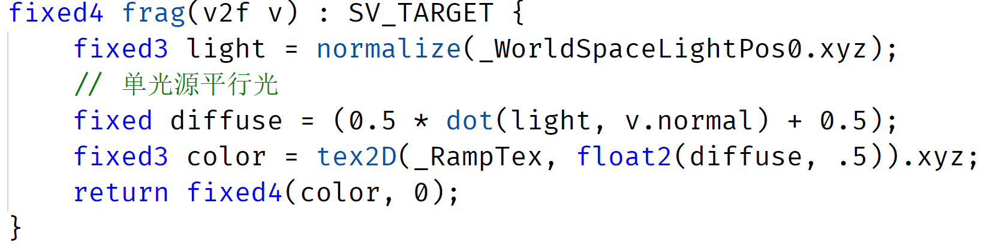 fixed4 frag(v2f v) : SV_TARGET {
    fixed3 light = normalize(_WorldSpaceLightPos0.xyz);
    // 单光源平行光
    fixed diffuse = (0.5 * dot(light, v.normal) + 0.5);
    fixed3 color = tex2D(_RampTex, float2(diffuse, .5)).xyz;
    return fixed4(color, 0);
}